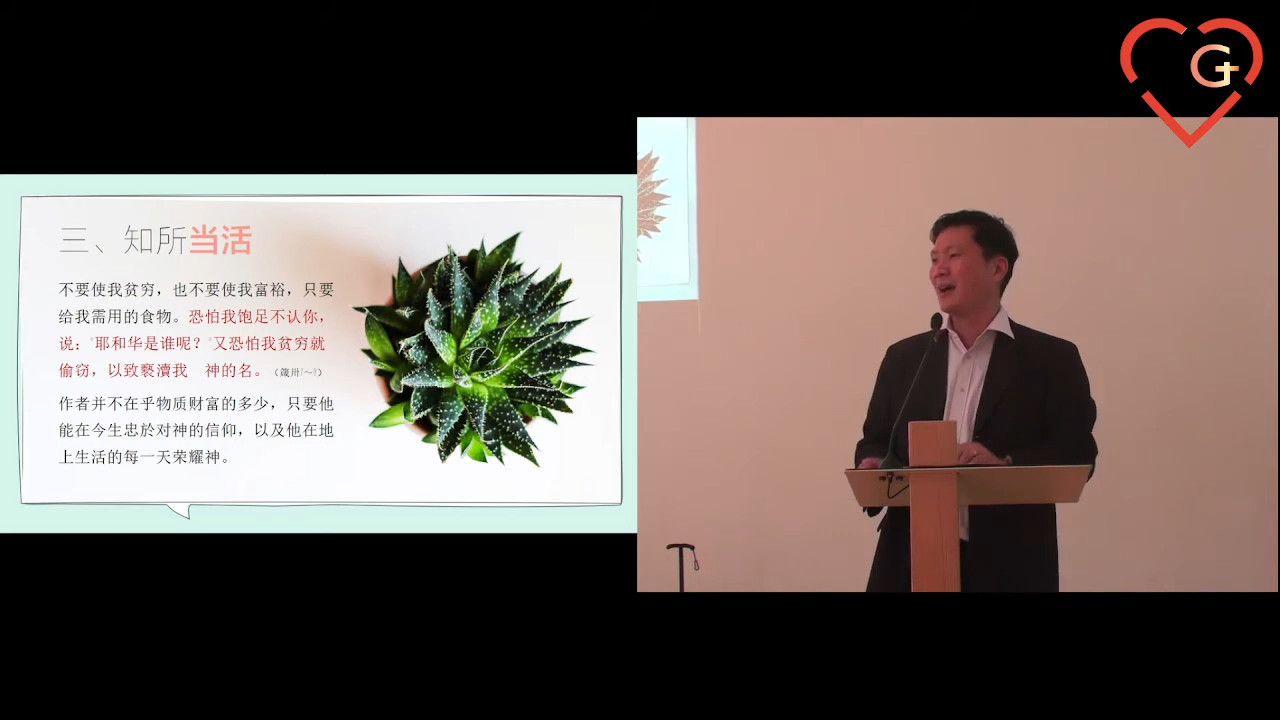 三、知所当活
不要使我贫穷，也不要使我富裕，只要
给我需用的食物。恐怕我饱足不认你，
说：‘耶和华是谁呢？’又恐怕我贫穷就
偷窃，以致亵渎我　神的名。
作者并不在乎物质财富的多少，只要他
能在今生忠於对神的信仰，以及他在地
上生活的每一天荣耀神。
G